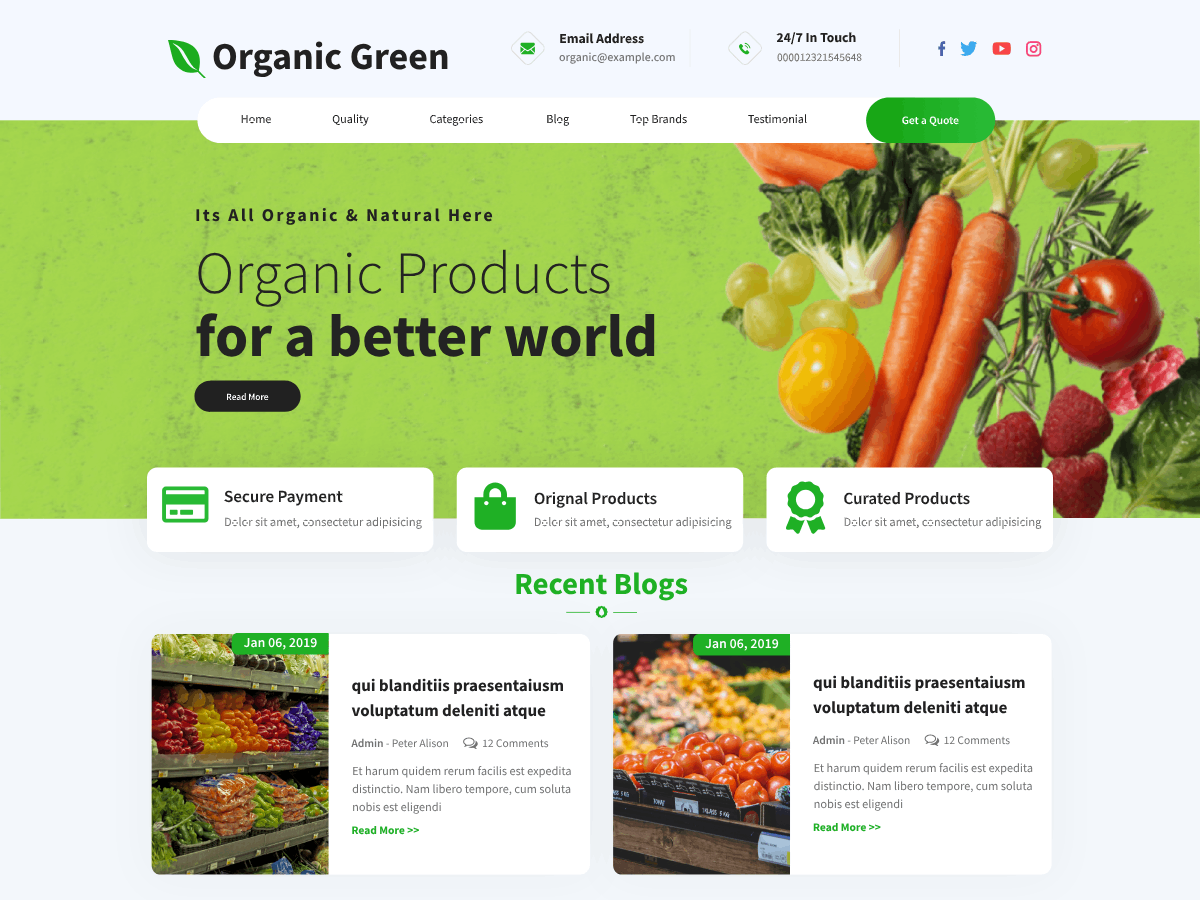 Organic Green
Email Address
organic@example.com
24/7 In Touch
000012321545648
Home
Quality
Categories
Blog
Top Brands
Testimonial
Get a Quote
Its All Organic & Natural Here
Organic Products
for a better world
Read More
Secure Payment
Dolor sit amet, consectetur adipisicing
Orignal Products
Dolor sit amet, consectetur adipisicing
Curated Products
Dolor sit amet, consectetur adipisicing
Recent Blogs
Jan 06, 2019
qui blanditiis praesentaiusm
voluptatum deleniti atque
Admin - Peter Alison
12 Comments
Et harum quidem rerum facilis est expedita
distinctio. Nam libero tempore, cum soluta
nobis est eligendi
Read More >>
Jan 06, 2019
qui blanditiis praesentaiusm
voluptatum deleniti atque
Admin - Peter Alison
12 Comments
Et harum quidem rerum facilis est expedita
distinctio. Nam libero tempore, cum soluta
nobis est eligendi
Read More >>